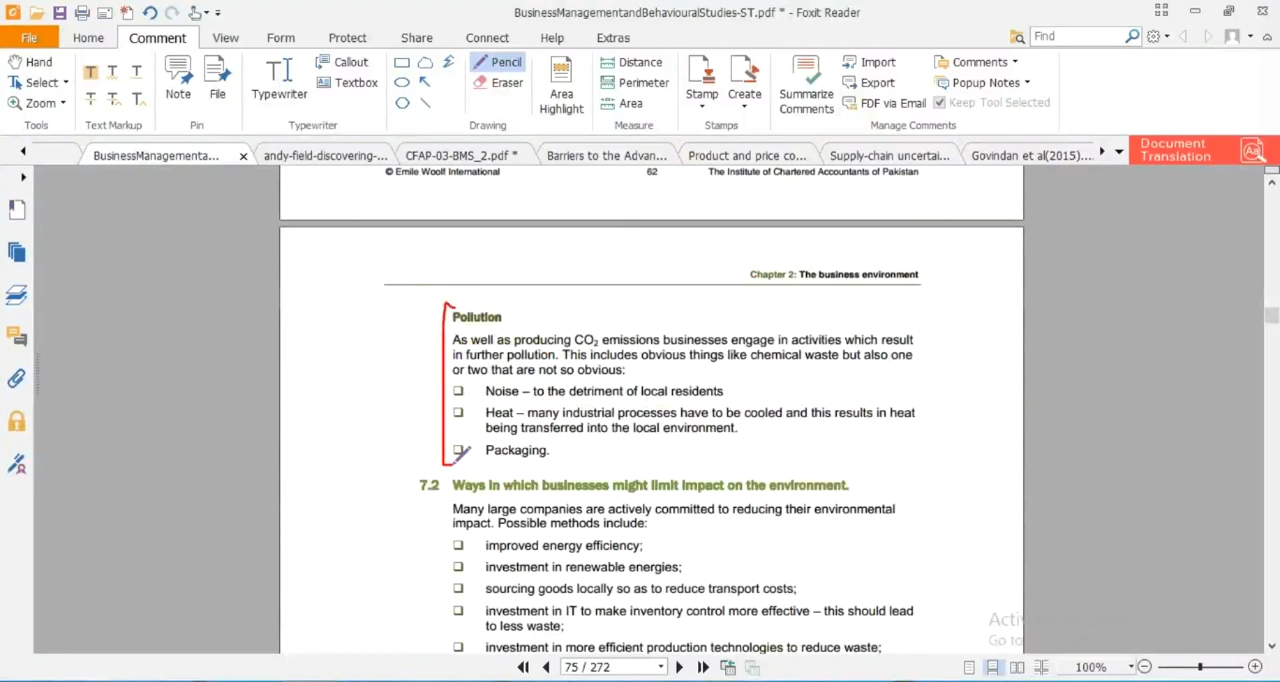 BusinessManagementandBehaviouralStudies-ST.pdf * - Foxit Reader
File Home Comment View Form Protect Share Connect Help Extras Find
Hand Select Zoom Tools
Text Markup
Note File Pin
Typewriter Callout Textbox Typewriter
Pencil Eraser Drawing
Area Highlight
Distance Perimeter Area Measure
Stamp Create Stamps
Summarize Comments Import Export FDF via Email Comments Popup Notes Keep Tool Selected Manage Comments
BusinessManagementa... andy-field-discovering-... CFAP-03-BMS_2.pdf * Barriers to the Advan... Product and price co... Supply-chain uncertai... Govindan et al(2015).... Document Translation
© Emile Woolf International 62 The Institute of Chartered Accountants of Pakistan
Chapter 2: The business environment
Pollution
As well as producing CO2 emissions businesses engage in activities which result
in further pollution. This includes obvious things like chemical waste but also one
or two that are not so obvious:
❑ Noise – to the detriment of local residents
❑ Heat – many industrial processes have to be cooled and this results in heat
being transferred into the local environment.
❑ Packaging.
7.2 Ways in which businesses might limit impact on the environment.
Many large companies are actively committed to reducing their environmental
impact. Possible methods include:
❑ improved energy efficiency;
❑ investment in renewable energies;
❑ sourcing goods locally so as to reduce transport costs;
❑ investment in IT to make inventory control more effective – this should lead
to less waste;
❑ investment in more efficient production technologies to reduce waste;
Go to
75 / 272 100%